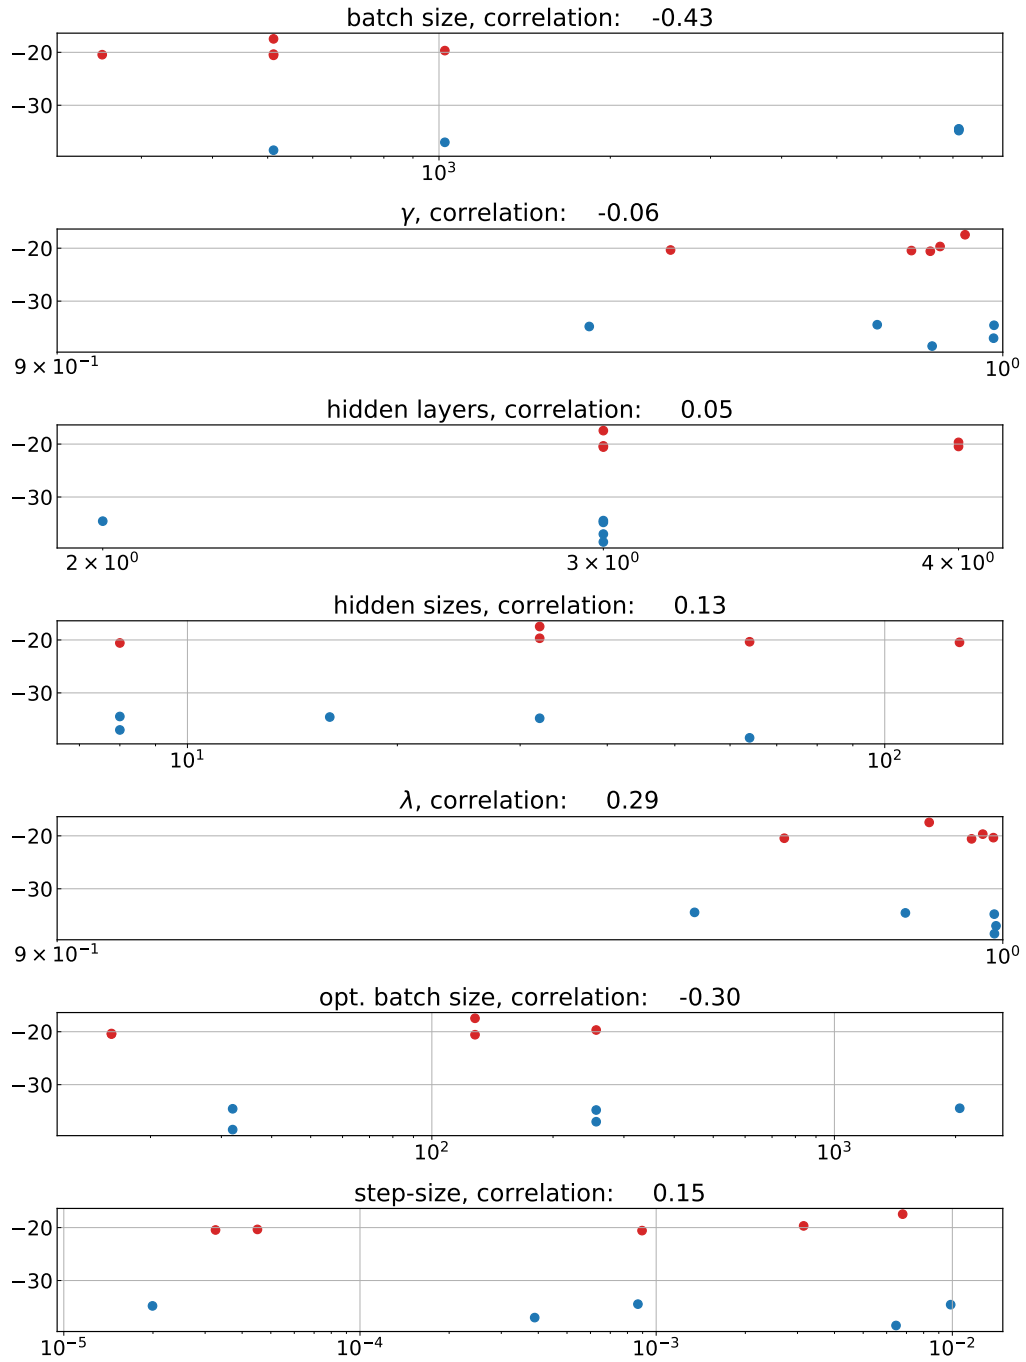 batch size, correlation: -0.43
−20
−30
10³
γ, correlation: -0.06
−20
−30
9 × 10⁻¹ 10⁰
hidden layers, correlation: 0.05
−20
−30
2 × 10⁰ 3 × 10⁰ 4 × 10⁰
hidden sizes, correlation: 0.13
−20
−30
10¹ 10²
λ, correlation: 0.29
−20
−30
9 × 10⁻¹ 10⁰
opt. batch size, correlation: -0.30
−20
−30
10² 10³
step-size, correlation: 0.15
−20
−30
10⁻⁵ 10⁻⁴ 10⁻³ 10⁻²